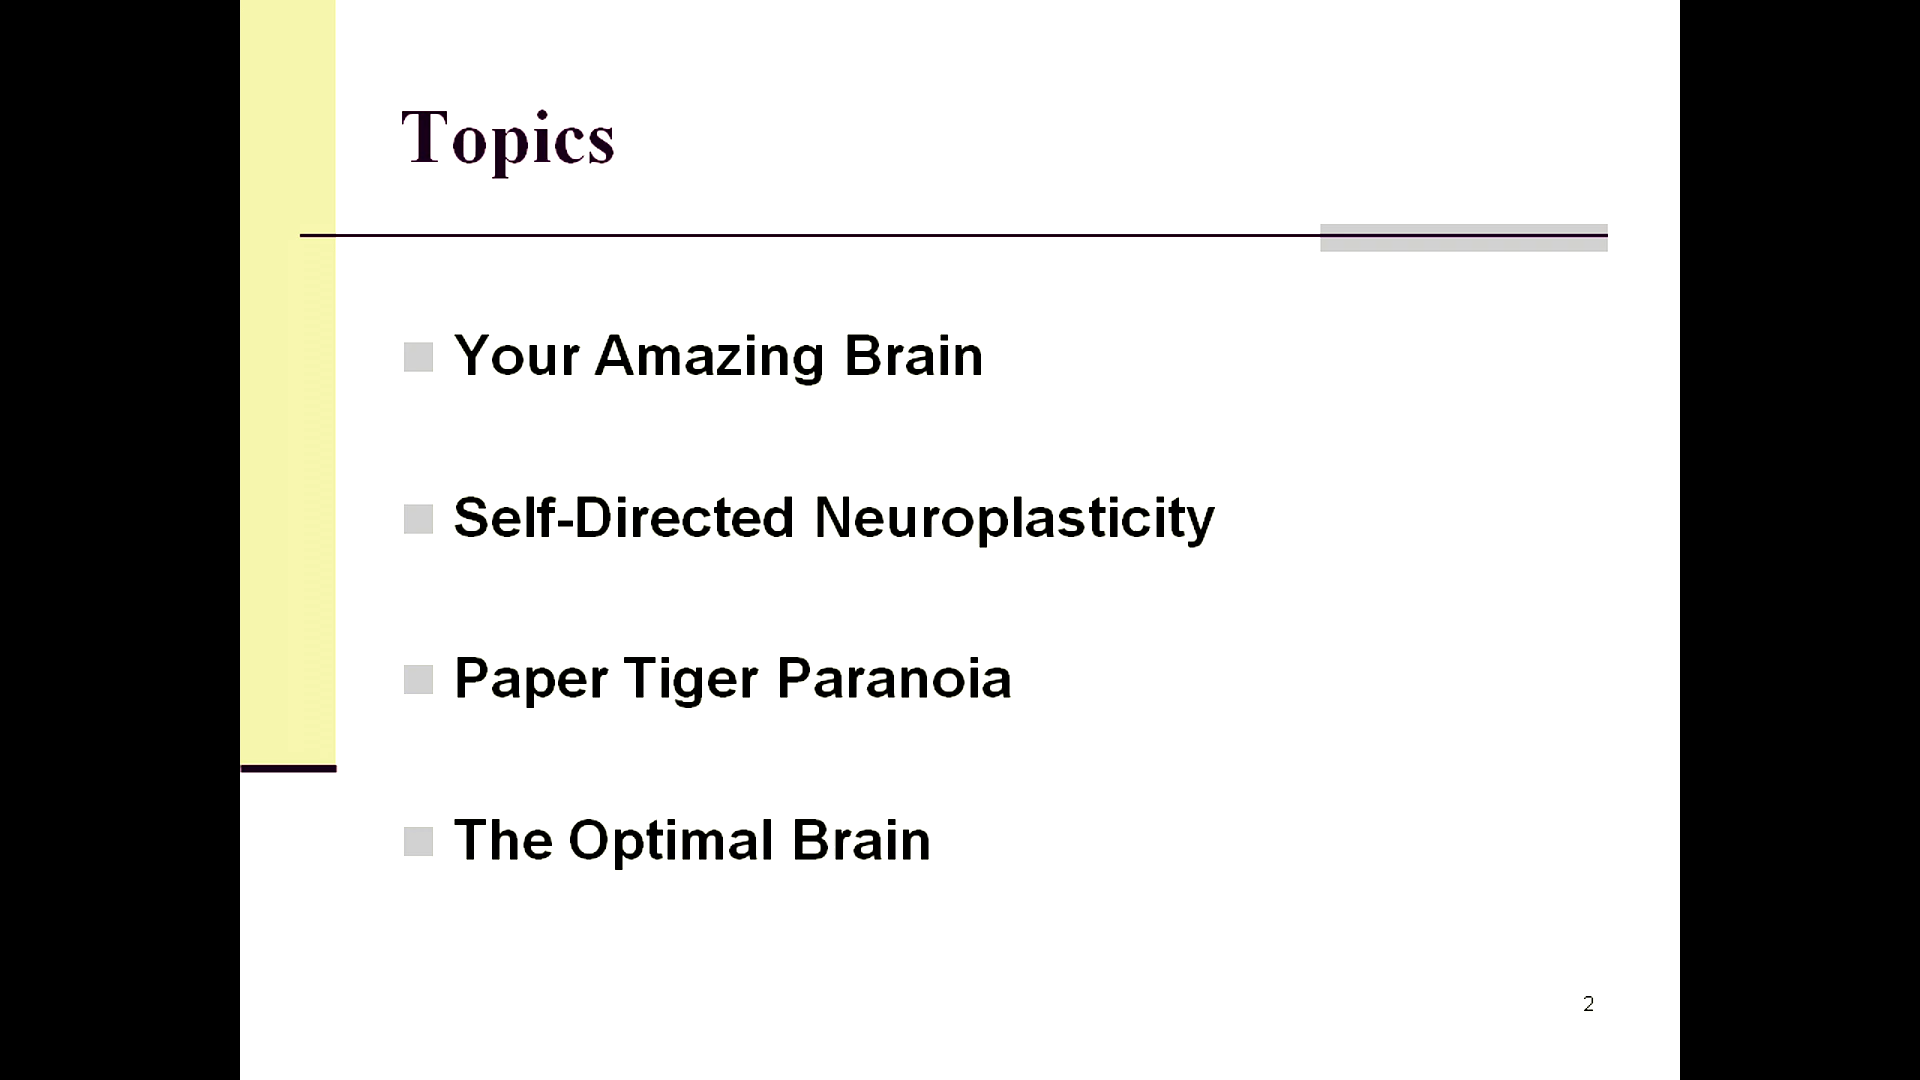 Topics
Your Amazing Brain
Self-Directed Neuroplasticity
Paper Tiger Paranoia
The Optimal Brain
2